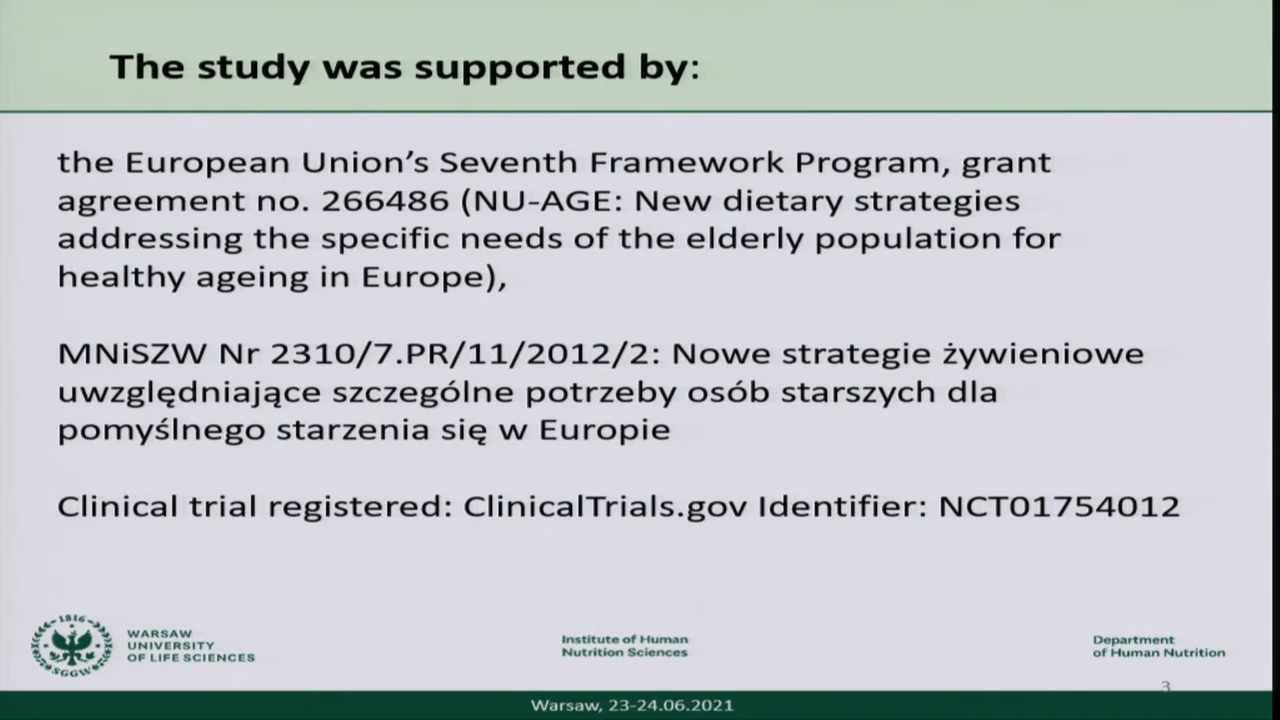 The study was supported by:
the European Union’s Seventh Framework Program, grant
agreement no. 266486 (NU-AGE: New dietary strategies
addressing the specific needs of the elderly population for
healthy ageing in Europe),
MNiSZW Nr 2310/7.PR/11/2012/2: Nowe strategie żywieniowe
uwzględniające szczególne potrzeby osób starszych dla
pomyślnego starzenia się w Europie
Clinical trial registered: ClinicalTrials.gov Identifier: NCT01754012
1816
SGGW
WARSAW
UNIVERSITY
OF LIFE SCIENCES
Institute of Human
Nutrition Sciences
Department
of Human Nutrition
3
Warsaw, 23-24.06.2021